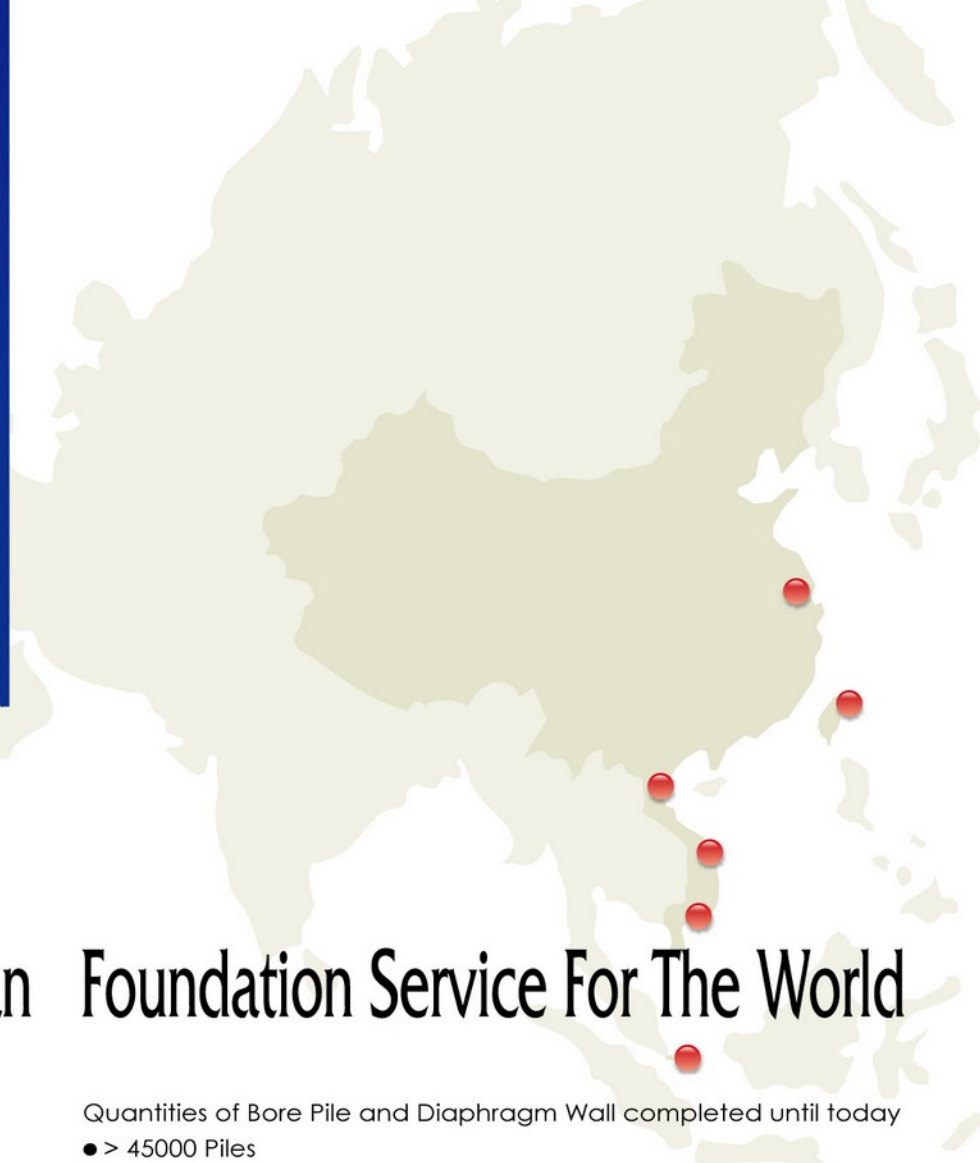 n Foundation Service For The World
Quantities of Bore Pile and Diaphragm Wall completed until today
● > 45000 Piles